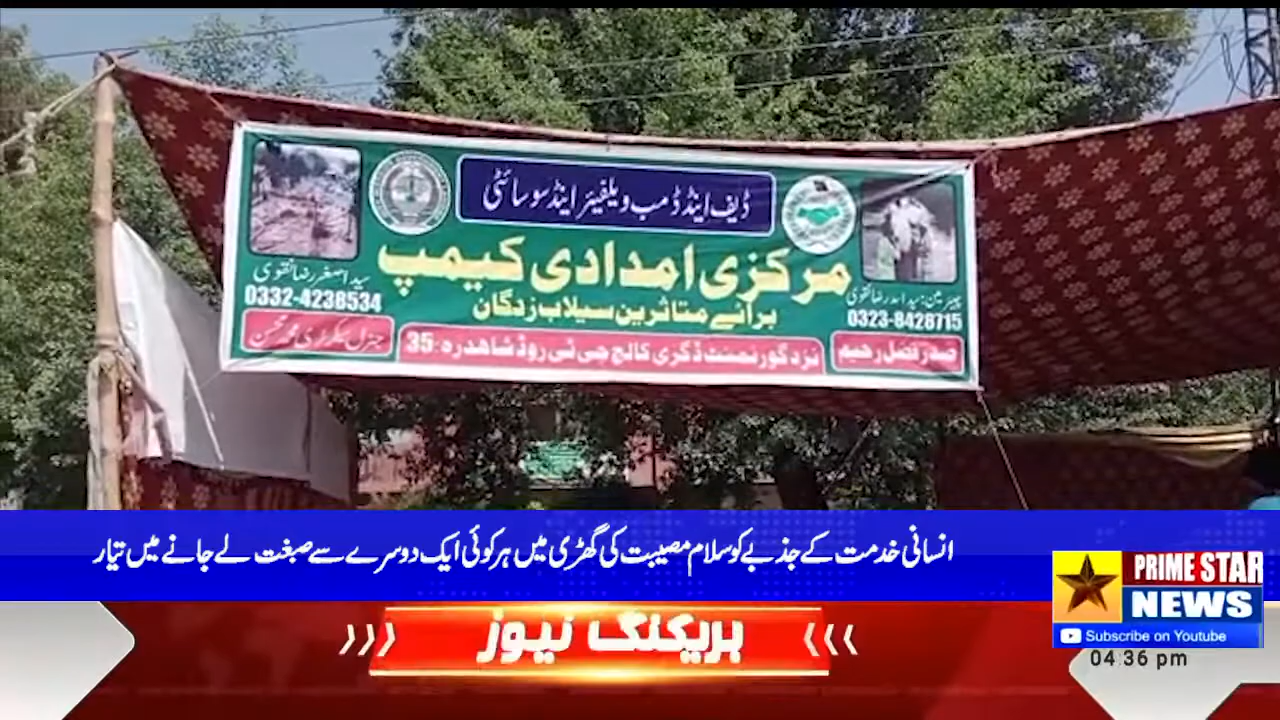 ڈیف اینڈ ڈمب ویلفیئر اینڈ سوسائٹی
مرکزی امدادی کیمپ
برائے متاثرین سیلاب زدگان
چیئرمین: سید اسد رضا نقوی
0323-8428715
سید اصغر رضا نقوی
0332-4238534
صدر فضل رحیم
نزد گورنمنٹ ڈگری کالج جی ٹی روڈ شاھدرہ: 35
جنرل سیکرٹری محمد محسن
انسانی خدمت کے جذبے کو سلام مصیبت کی گھڑی میں ہر کوئی ایک دوسرے سے صبغت لے جانے میں تیار
PRIME STAR
NEWS
Subscribe on Youtube
04:36 pm
بریکنگ نیوز